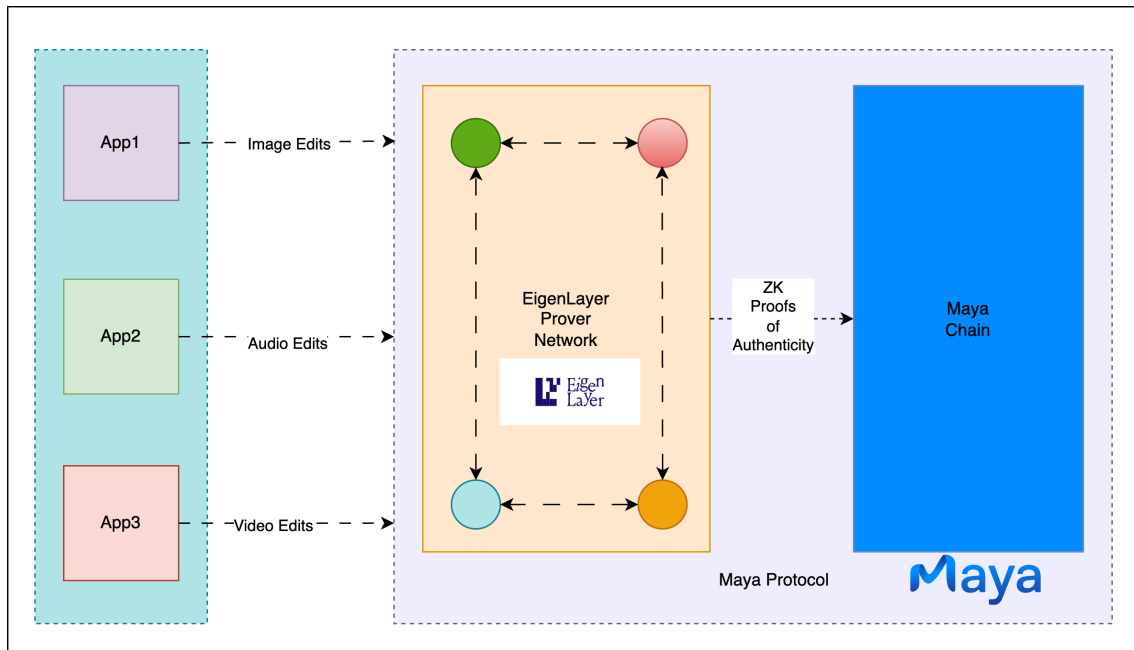 App1
Image Edits
App2
Audio Edits
App3
Video Edits
EigenLayer
Prover
Network
Eigen
Layer
ZK
Proofs
of
Authenticity
Maya
Chain
Maya Protocol
Maya